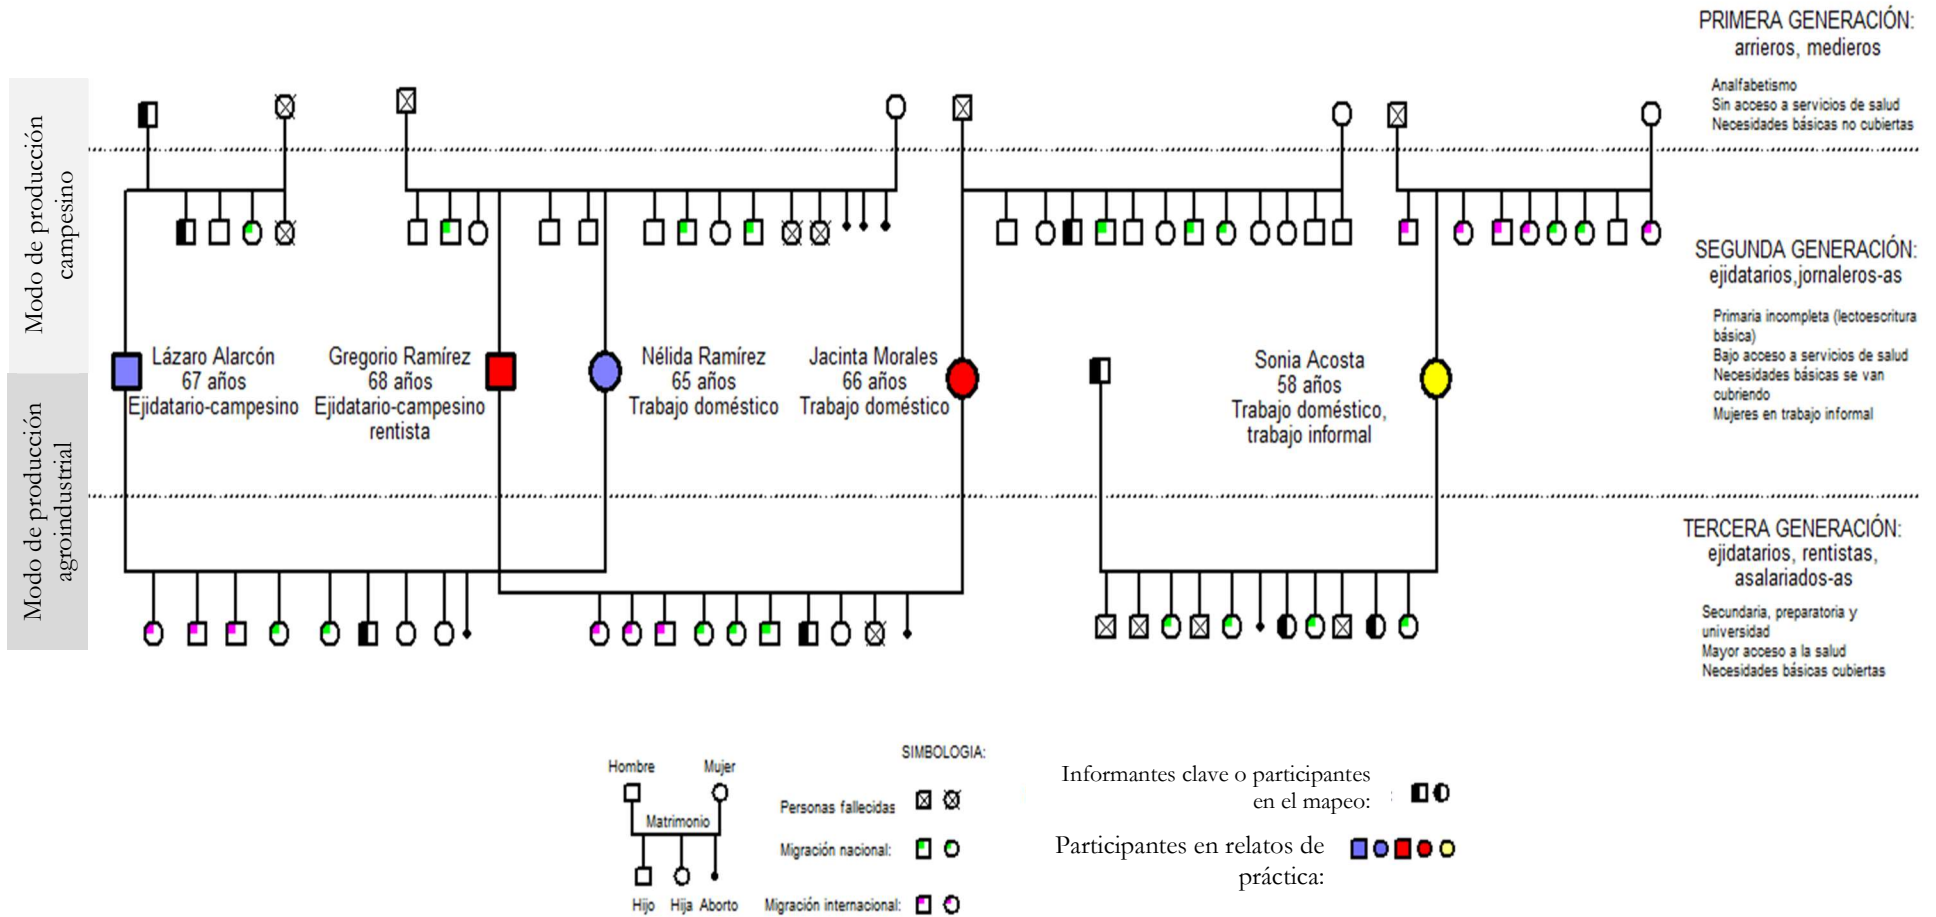 PRIMERA GENERACIÓN:
arrieros, medieros
Analfabetismo
Sin acceso a servicios de salud
Necesidades básicas no cubiertas
Modo de producción
campesino
SEGUNDA GENERACIÓN:
ejidatarios,jornaleros-as
Primaria incompleta (lectoescritura
básica)
Bajo acceso a servicios de salud
Necesidades básicas se van
cubriendo
Mujeres en trabajo informal
Lázaro Alarcón
67 años
Ejidatario-campesino
Gregorio Ramírez
68 años
Ejidatario-campesino
rentista
Nélida Ramírez
65 años
Trabajo doméstico
Jacinta Morales
66 años
Trabajo doméstico
Sonia Acosta
58 años
Trabajo doméstico,
trabajo informal
Modo de producción
agroindustrial
TERCERA GENERACIÓN:
ejidatarios, rentistas,
asalariados-as
Secundaria, preparatoria y
universidad
Mayor acceso a la salud
Necesidades básicas cubiertas
SIMBOLOGIA:
Hombre
Mujer
Matrimonio
Hijo
Hija
Aborto
Personas fallecidas
Migración nacional:
Migración internacional:
Informantes clave o participantes
en el mapeo:
Participantes en relatos de
práctica: